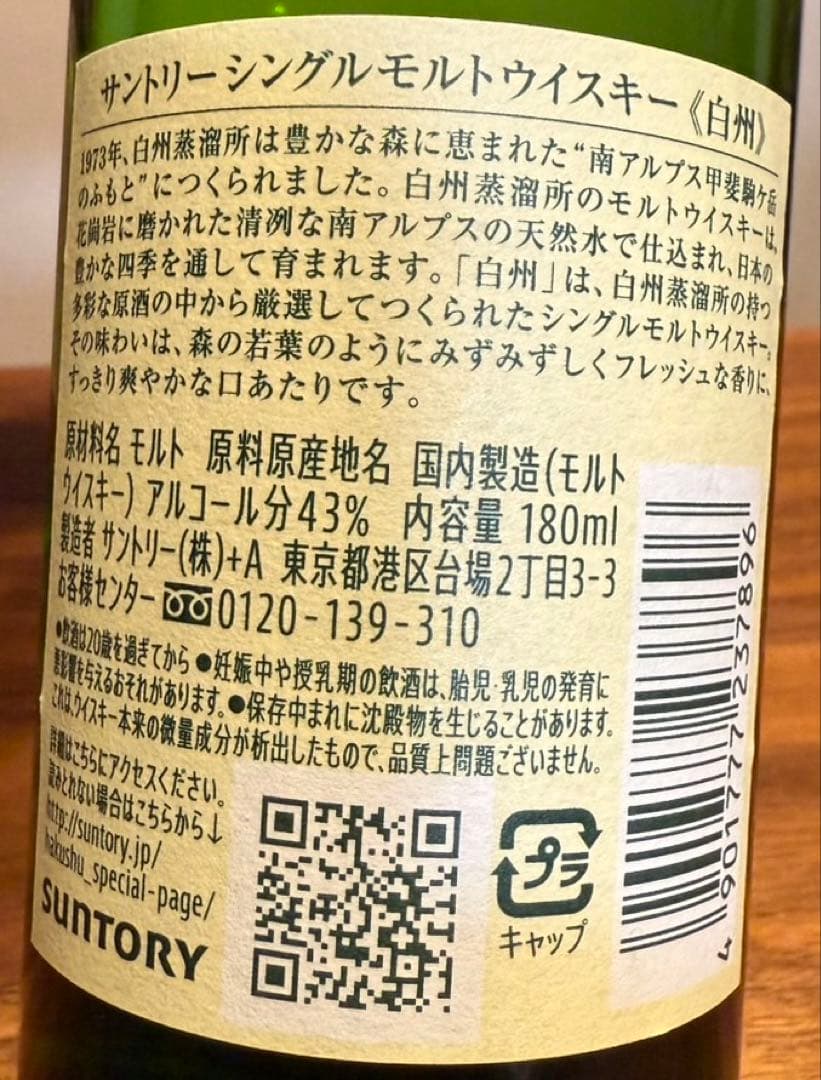 サントリーシングルモルトウイスキー《白州》
1973年、白州蒸溜所は豊かな森に恵まれた“南アルプス甲斐駒ケ岳
のふもと”につくられました。白州蒸溜所のモルトウイスキーは、
花崗岩に磨かれた清冽な南アルプスの天然水で仕込まれ、日本の
豊かな四季を通して育まれます。「白州」は、白州蒸溜所の持つ
多彩な原酒の中から厳選してつくられたシングルモルトウイスキー。
その味わいは、森の若葉のようにみずみずしくフレッシュな香りに、
すっきり爽やかな口あたりです。
原材料名 モルト 原料原産地名 国内製造(モルト
ウイスキー) アルコール分43% 内容量 180ml
製造者 サントリー(株)+A 東京都港区台場2丁目3-3
お客様センター 0120-139-310
●飲酒は20歳を過ぎてから ●妊娠中や授乳期の飲酒は、胎児・乳児の発育に
悪影響を与えるおそれがあります。●保存中まれに沈殿物を生じることがあります。
これは、ウイスキー本来の微量成分が析出したもので、品質上問題ございません。
詳細はこちらにアクセスください。
読みとれない場合はこちらから↓
http://suntory.jp/
hakushu_special-page/
SUNTORY
プラ
キャップ
4 901777 237896